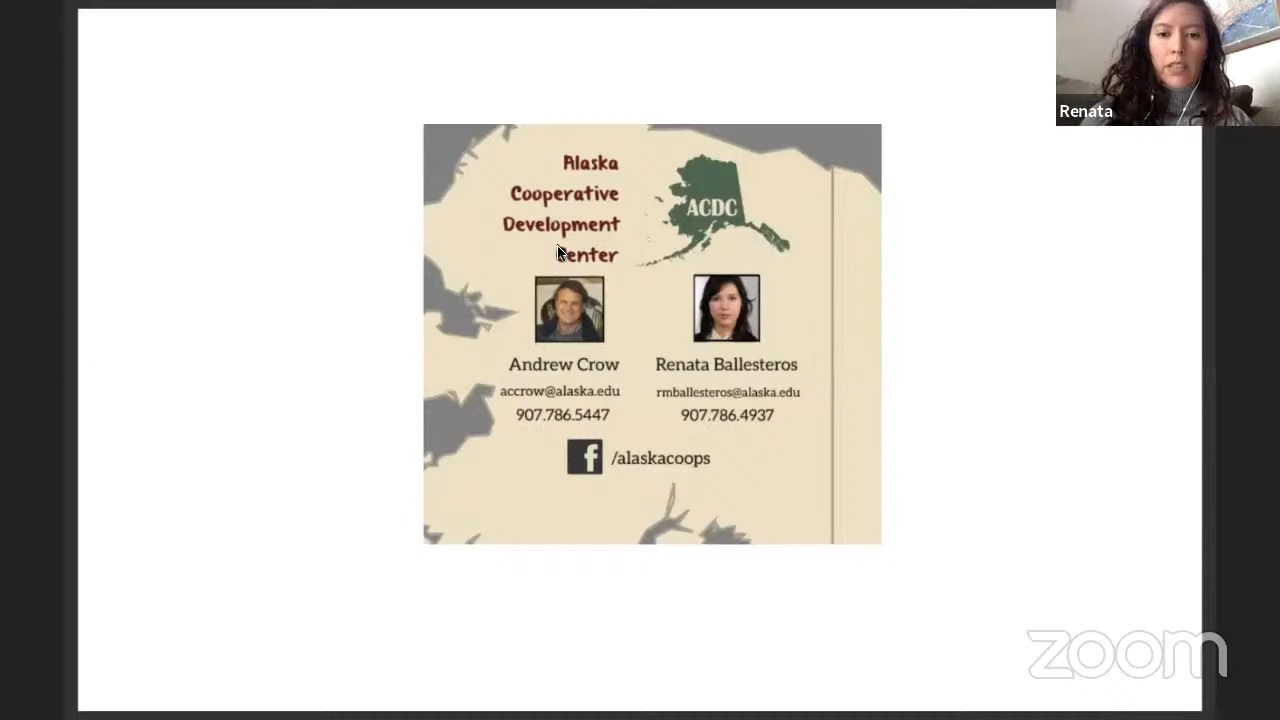 Renata
Alaska
Cooperative
Development
Center
ACDC
Andrew Crow
Renata Ballesteros
accrow@alaska.edu
rmballesteros@alaska.edu
907.786.5447
907.786.4937
f /alaskacoops
zoom